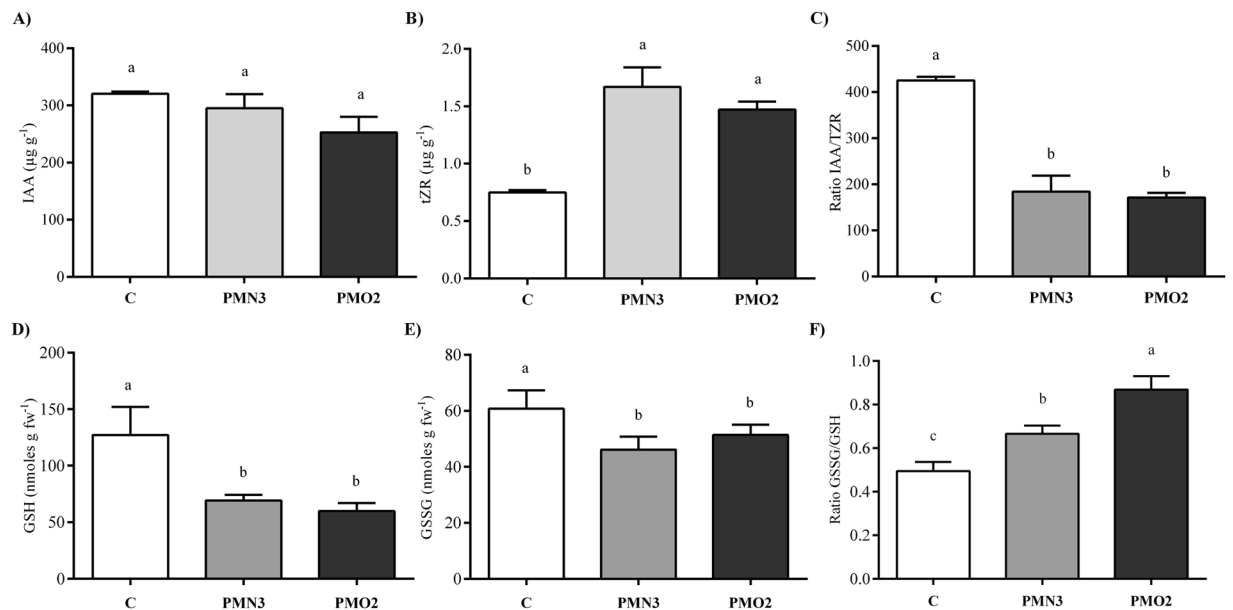 A)
IAA (µg g-1)
400
300
200
100
0
a
a
a
C
PMN3
PMO2
B)
tZR (µg g-1)
2.0
1.5
1.0
0.5
0.0
b
a
a
C
PMN3
PMO2
C)
Ratio IAA/TZR
500
400
300
200
100
0
a
b
b
C
PMN3
PMO2
D)
GSH (nmoles g fw-1)
200
150
100
50
0
a
b
b
C
PMN3
PMO2
E)
GSSG (nmoles g fw-1)
80
60
40
20
0
a
b
b
C
PMN3
PMO2
F)
Ratio GSSG/GSH
1.0
0.8
0.6
0.4
0.2
0.0
c
b
a
C
PMN3
PMO2